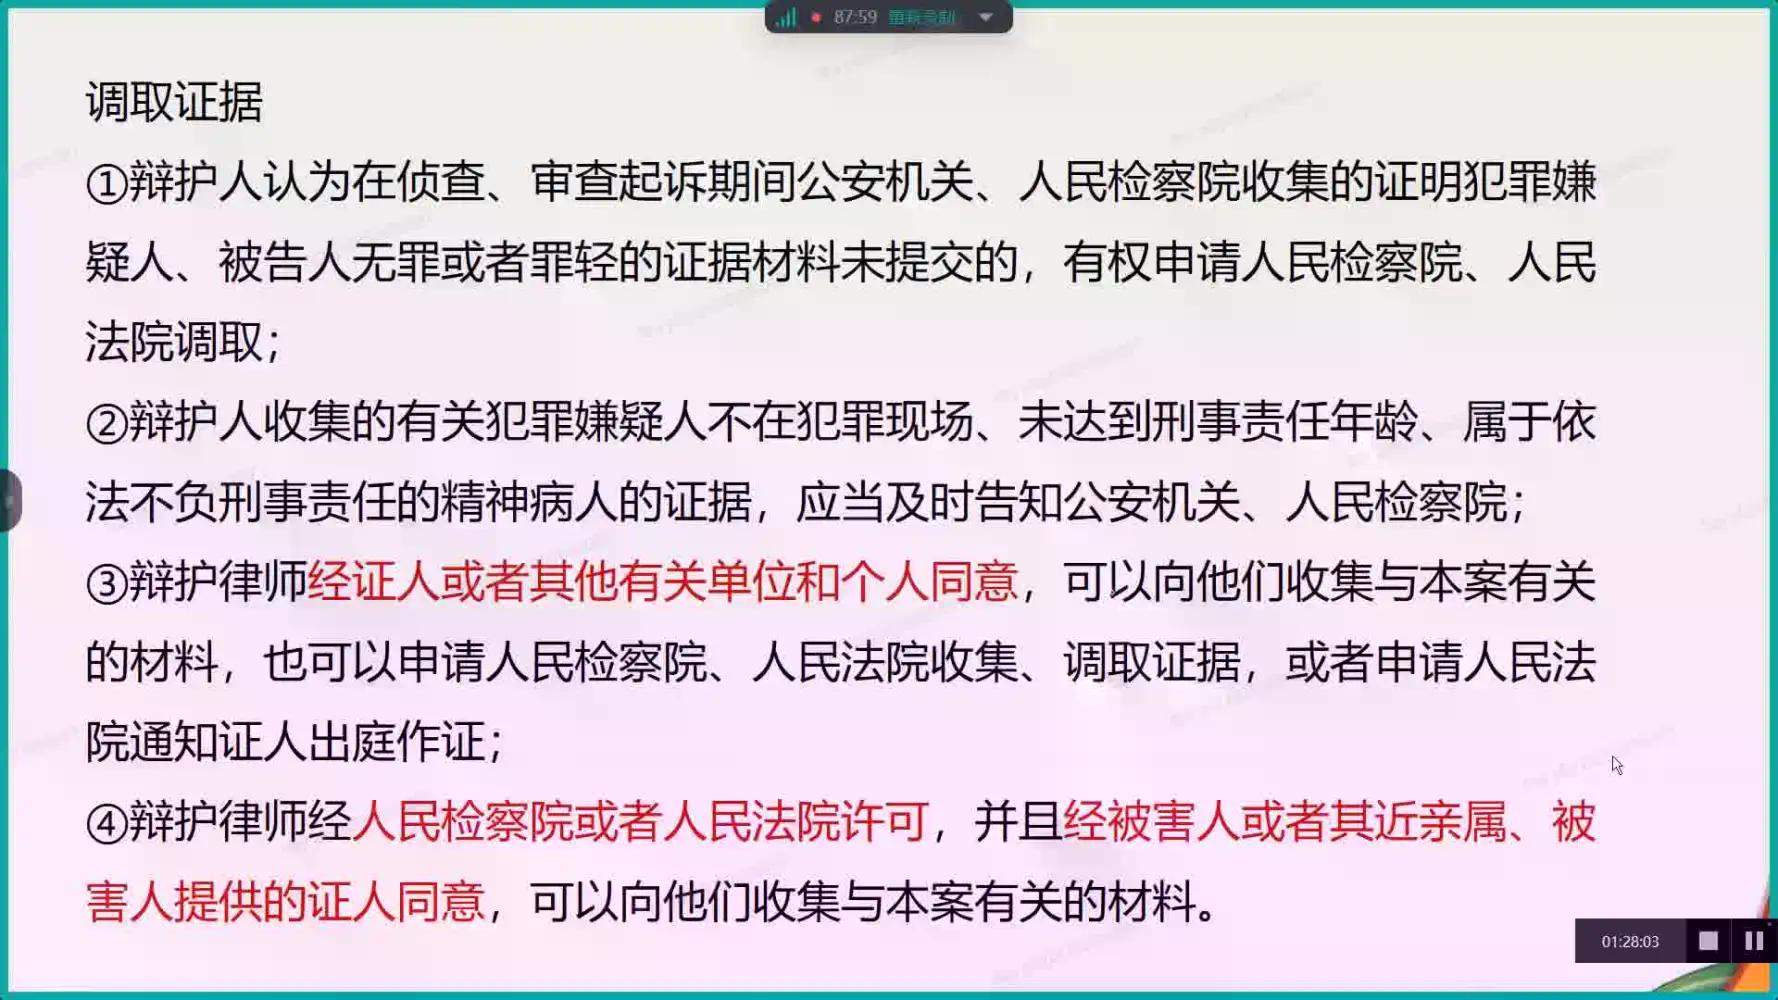 87:59 重新录制
调取证据
①辩护人认为在侦查、审查起诉期间公安机关、人民检察院收集的证明犯罪嫌
疑人、被告人无罪或者罪轻的证据材料未提交的，有权申请人民检察院、人民
法院调取；
②辩护人收集的有关犯罪嫌疑人不在犯罪现场、未达到刑事责任年龄、属于依
法不负刑事责任的精神病人的证据，应当及时告知公安机关、人民检察院；
③辩护律师经证人或者其他有关单位和个人同意，可以向他们收集与本案有关
的材料，也可以申请人民检察院、人民法院收集、调取证据，或者申请人民法
院通知证人出庭作证；
④辩护律师经人民检察院或者人民法院许可，并且经被害人或者其近亲属、被
害人提供的证人同意，可以向他们收集与本案有关的材料。
01:28:03